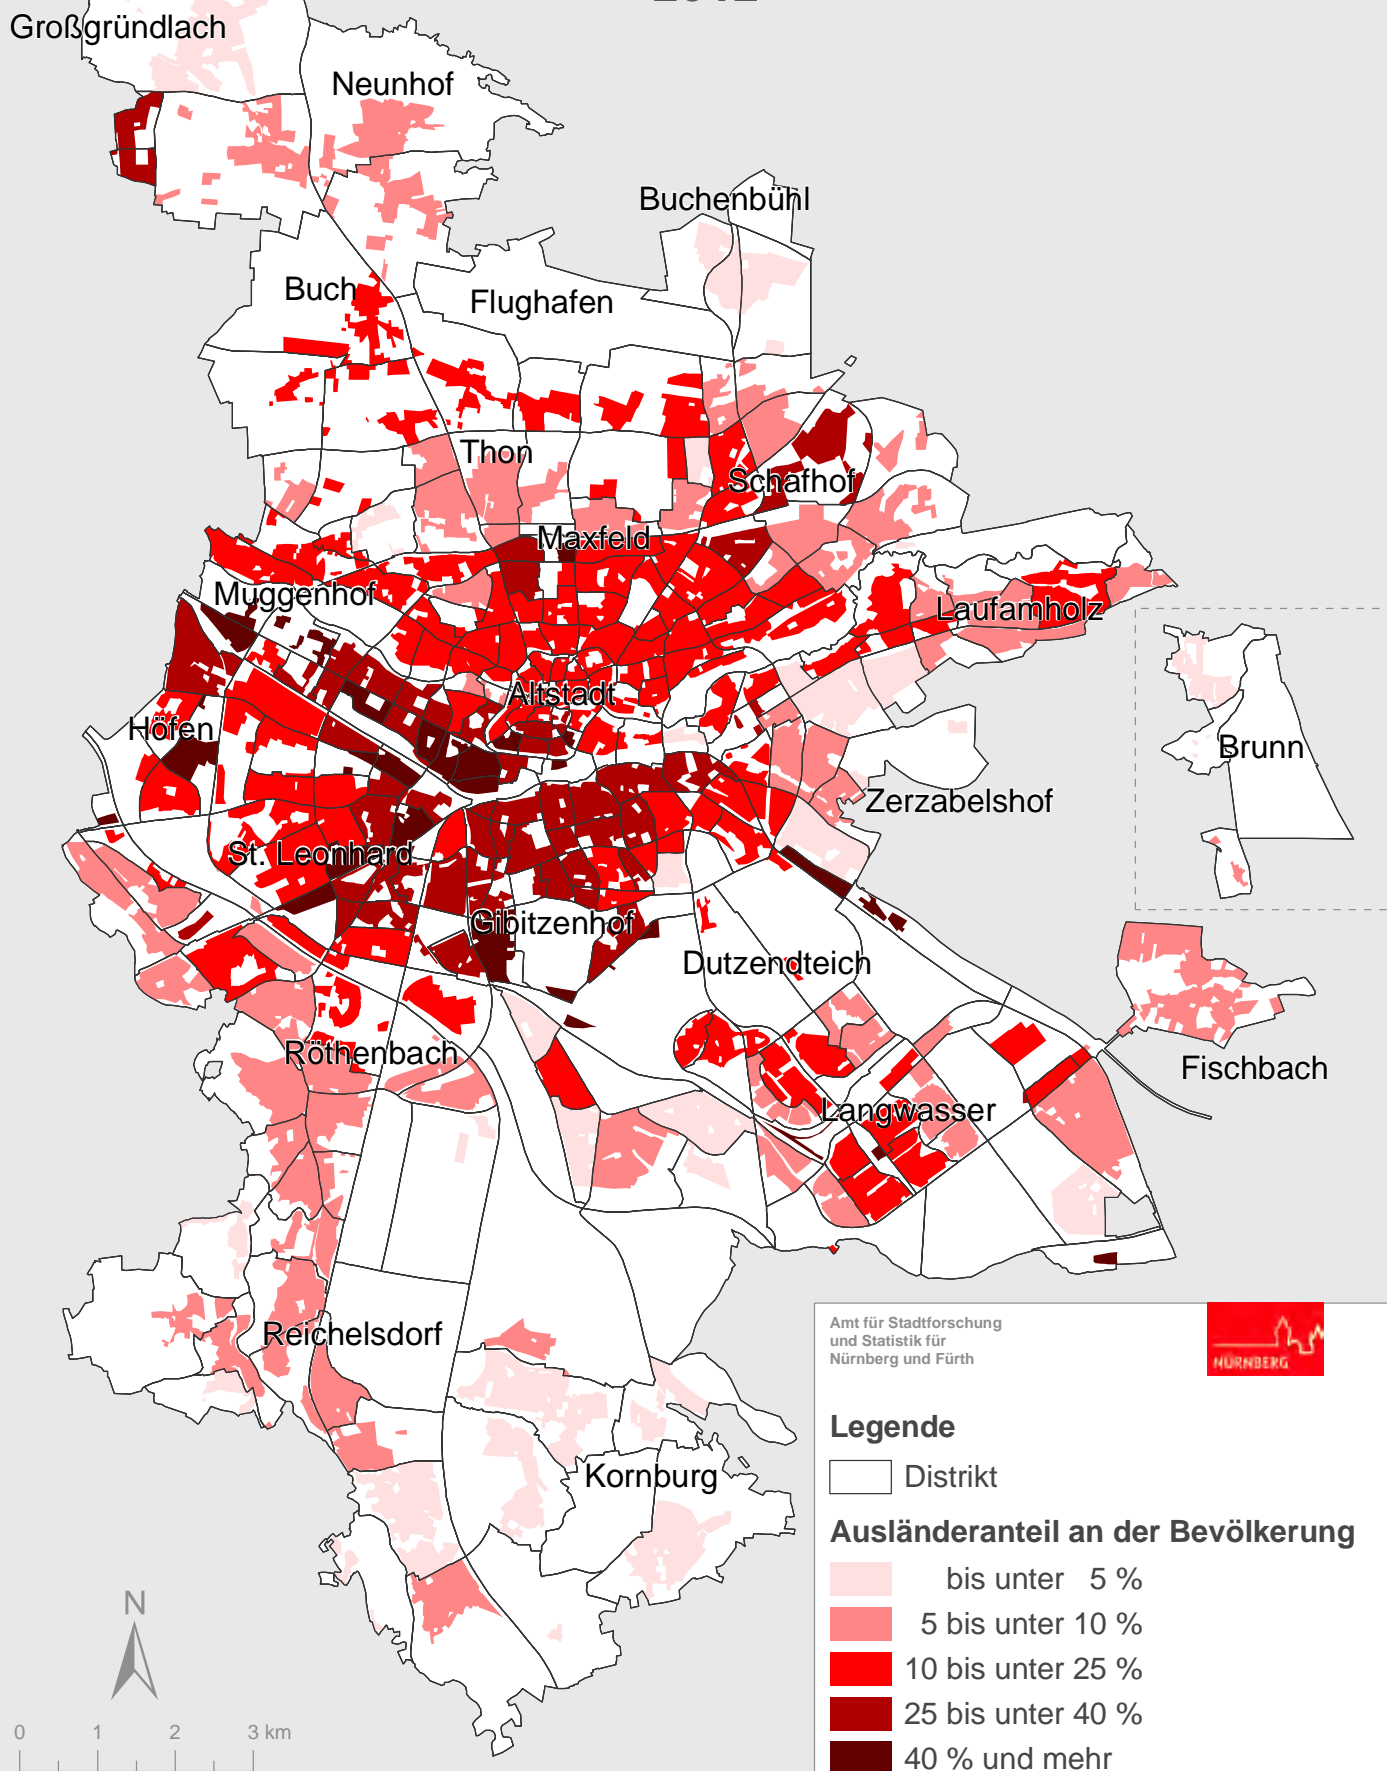 Großgründlach
Neunhof
Buchenbühl
Buch
Flughafen
Thon
Schafhof
Maxfeld
Muggenhof
Laufamholz
Altstadt
Höfen
Brunn
Zerzabelshof
St. Leonhard
Gibitzenhof
Dutzendteich
Röthenbach
Fischbach
Langwasser
Reichelsdorf
Kornburg
Amt für Stadtforschung
und Statistik für
Nürnberg und Fürth
NÜRNBERG
Legende
Distrikt
Ausländeranteil an der Bevölkerung
bis unter 5 %
5 bis unter 10 %
10 bis unter 25 %
25 bis unter 40 %
40 % und mehr
N
0 1 2 3 km